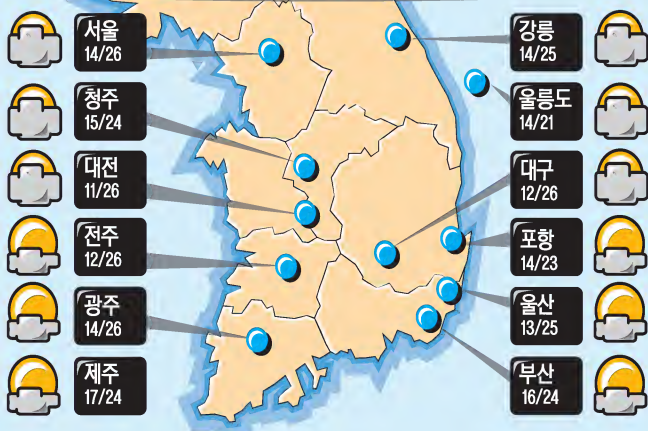 서울
14/26
청주
15/24
대전
11/26
전주
12/26
광주
14/26
제주
17/24
강릉
14/25
울릉도
14/21
대구
12/26
포항
14/23
울산
13/25
부산
16/24